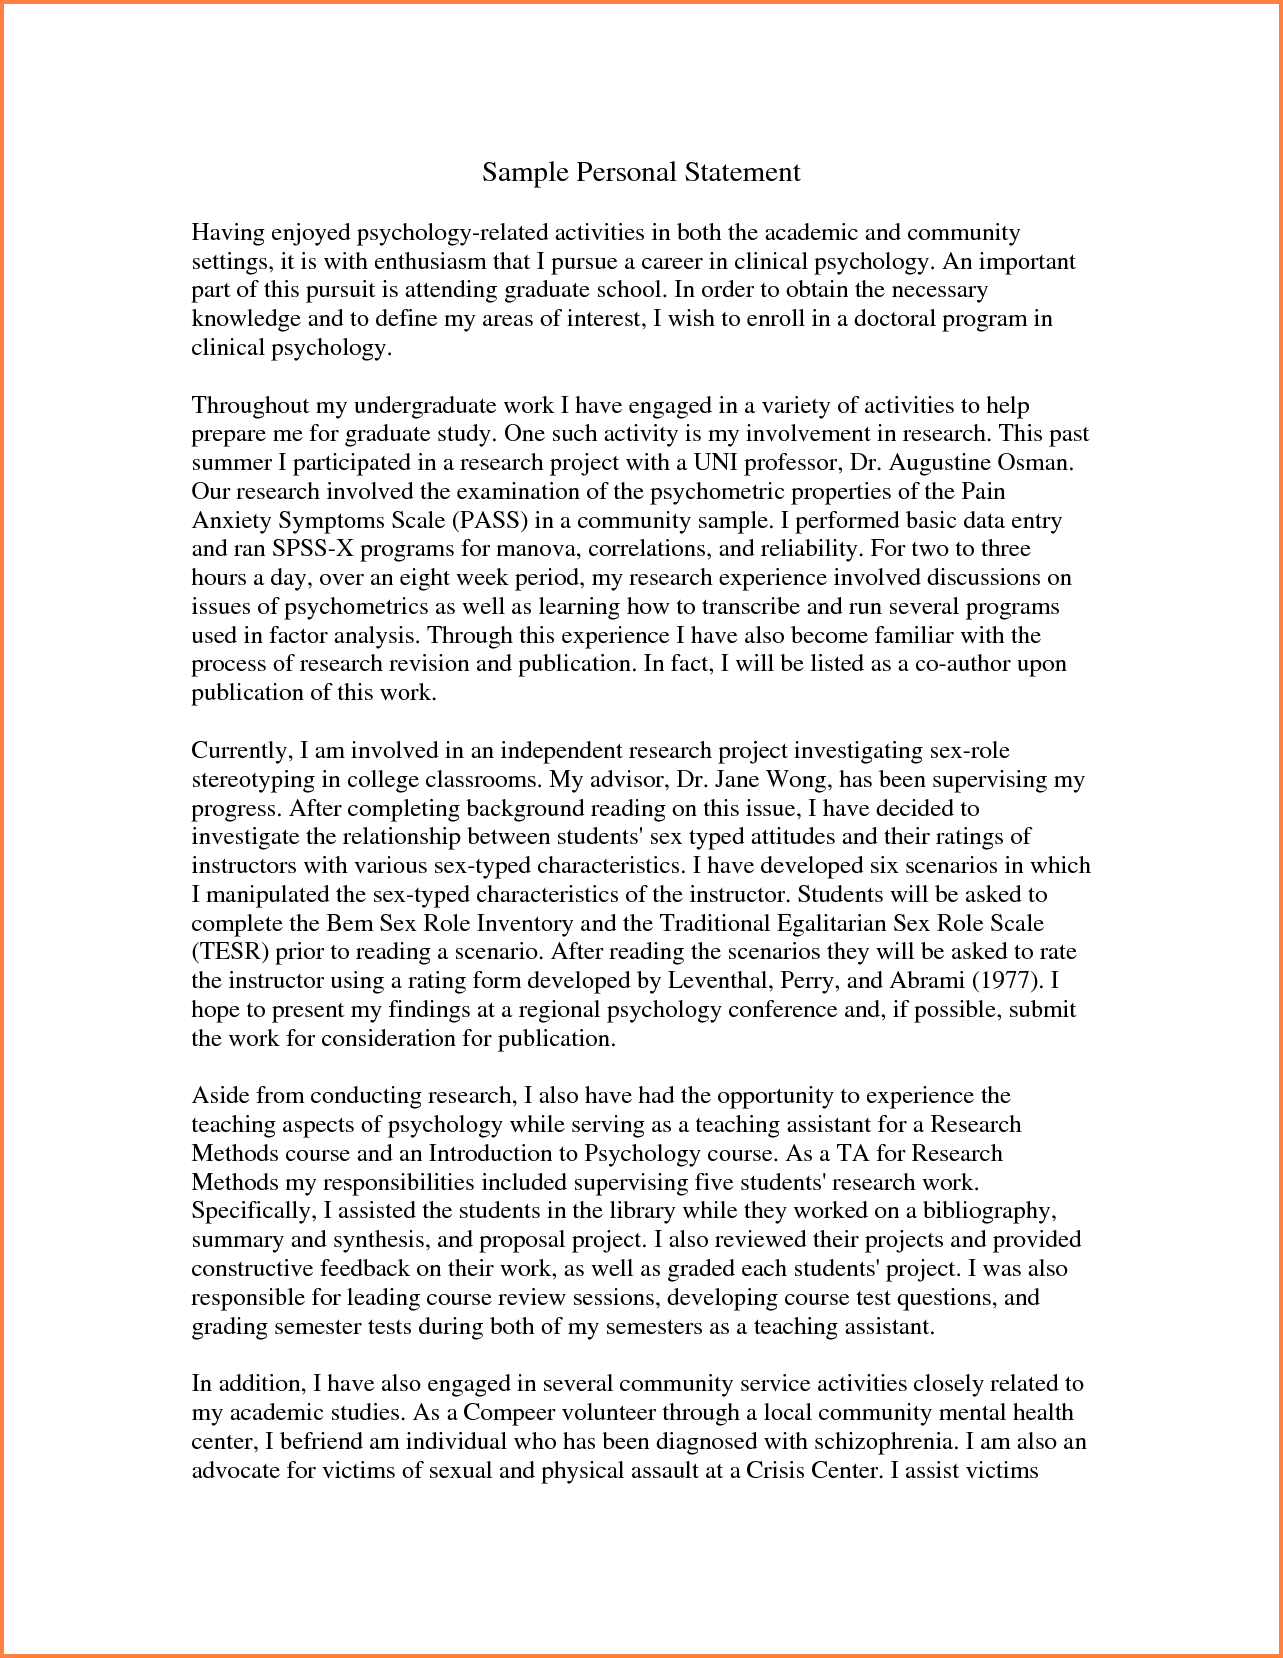 Sample Personal Statement
Having enjoyed psychology-related activities in both the academic and community
settings, it is with enthusiasm that I pursue a career in clinical psychology. An important
part of this pursuit is attending graduate school. In order to obtain the necessary
knowledge and to define my areas of interest, I wish to enroll in a doctoral program in
clinical psychology.
Throughout my undergraduate work I have engaged in a variety of activities to help
prepare me for graduate study. One such activity is my involvement in research. This past
summer I participated in a research project with a UNI professor, Dr. Augustine Osman.
Our research involved the examination of the psychometric properties of the Pain
Anxiety Symptoms Scale (PASS) in a community sample. I performed basic data entry
and ran SPSS-X programs for manova, correlations, and reliability. For two to three
hours a day, over an eight week period, my research experience involved discussions on
issues of psychometrics as well as learning how to transcribe and run several programs
used in factor analysis. Through this experience I have also become familiar with the
process of research revision and publication. In fact, I will be listed as a co-author upon
publication of this work.
Currently, I am involved in an independent research project investigating sex-role
stereotyping in college classrooms. My advisor, Dr. Jane Wong, has been supervising my
progress. After completing background reading on this issue, I have decided to
investigate the relationship between students' sex typed attitudes and their ratings of
instructors with various sex-typed characteristics. I have developed six scenarios in which
I manipulated the sex-typed characteristics of the instructor. Students will be asked to
complete the Bem Sex Role Inventory and the Traditional Egalitarian Sex Role Scale
(TESR) prior to reading a scenario. After reading the scenarios they will be asked to rate
the instructor using a rating form developed by Leventhal, Perry, and Abrami (1977). I
hope to present my findings at a regional psychology conference and, if possible, submit
the work for consideration for publication.
Aside from conducting research, I also have had the opportunity to experience the
teaching aspects of psychology while serving as a teaching assistant for a Research
Methods course and an Introduction to Psychology course. As a TA for Research
Methods my responsibilities included supervising five students' research work.
Specifically, I assisted the students in the library while they worked on a bibliography,
summary and synthesis, and proposal project. I also reviewed their projects and provided
constructive feedback on their work, as well as graded each students' project. I was also
responsible for leading course review sessions, developing course test questions, and
grading semester tests during both of my semesters as a teaching assistant.
In addition, I have also engaged in several community service activities closely related to
my academic studies. As a Compeer volunteer through a local community mental health
center, I befriend am individual who has been diagnosed with schizophrenia. I am also an
advocate for victims of sexual and physical assault at a Crisis Center. I assist victims